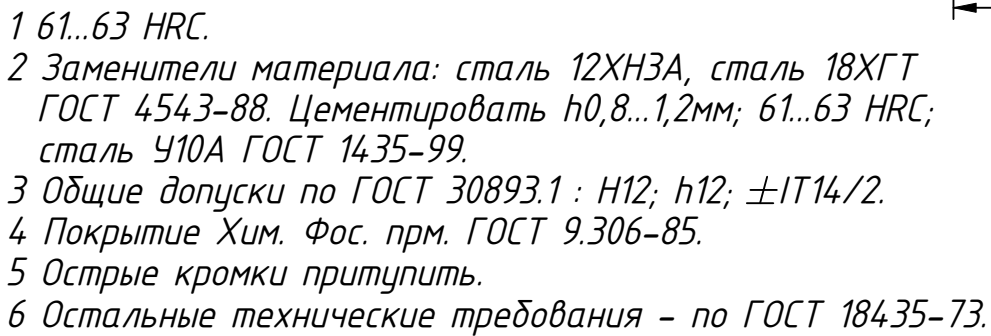 1 61...63 HRC.
2 Заменители материала: сталь 12ХН3А, сталь 18ХГТ
ГОСТ 4543-88. Цементировать h0,8...1,2мм; 61...63 HRC;
сталь У10А ГОСТ 1435-99.
3 Общие допуски по ГОСТ 30893.1 : H12; h12; ±IT14/2.
4 Покрытие Хим. Фос. прм. ГОСТ 9.306-85.
5 Острые кромки притупить.
6 Остальные технические требования - по ГОСТ 18435-73.